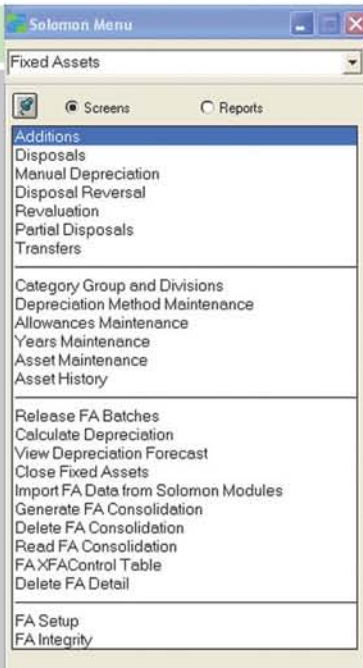 Solomon Menu
Fixed Assets
Screens Reports
Additions
Disposals
Manual Depreciation
Disposal Reversal
Revaluation
Partial Disposals
Transfers
Category Group and Divisions
Depreciation Method Maintenance
Allowances Maintenance
Years Maintenance
Asset Maintenance
Asset History
Release FA Batches
Calculate Depreciation
View Depreciation Forecast
Close Fixed Assets
Import FA Data from Solomon Modules
Generate FA Consolidation
Delete FA Consolidation
Read FA Consolidation
FA XFAControl Table
Delete FA Detail
FA Setup
FA Integrity